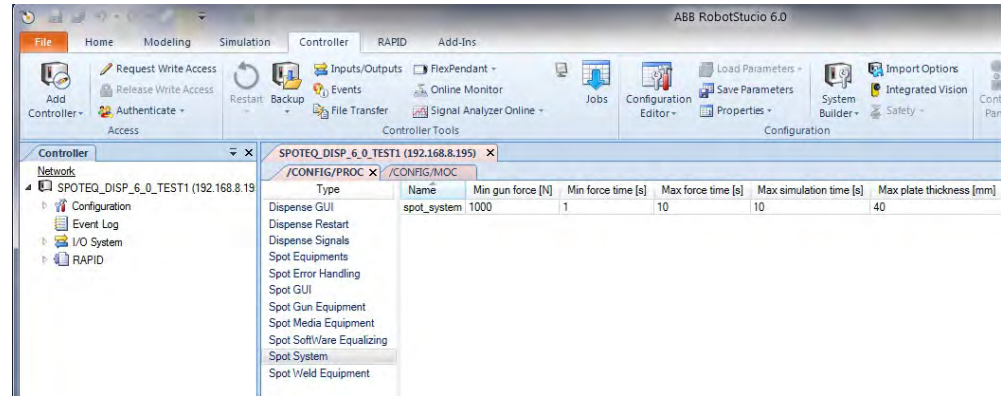 ABB RobotStucio 6.0
File Home Modeling Simulation Controller RAPID Add-Ins
Add Controller
Request Write Access
Release Write Access
Authenticate
Access
Restart
Backup
Inputs/Outputs
Events
File Transfer
FlexPendant
Online Monitor
Signal Analyzer Online
Jobs
Controller Tools
Configuration Editor
Load Parameters
Save Parameters
Properties
System Builder
Import Options
Integrated Vision
Safety
Configuration
Controller
SPOTEQ_DISP_6_0_TEST1 (192.168.8.195)
/CONFIG/PROC /CONFIG/MOC
Network
SPOTEQ_DISP_6_0_TEST1 (192.168.8.19
Configuration
Event Log
I/O System
RAPID
Type Name Min gun force [N] Min force time [s] Max force time [s] Max simulation time [s] Max plate thickness [mm]
Dispense GUI spot_system 1000 1 10 10 40
Dispense Restart
Dispense Signals
Spot Equipments
Spot Error Handling
Spot GUI
Spot Gun Equipment
Spot Media Equipment
Spot SoftWare Equalizing
Spot System
Spot Weld Equipment